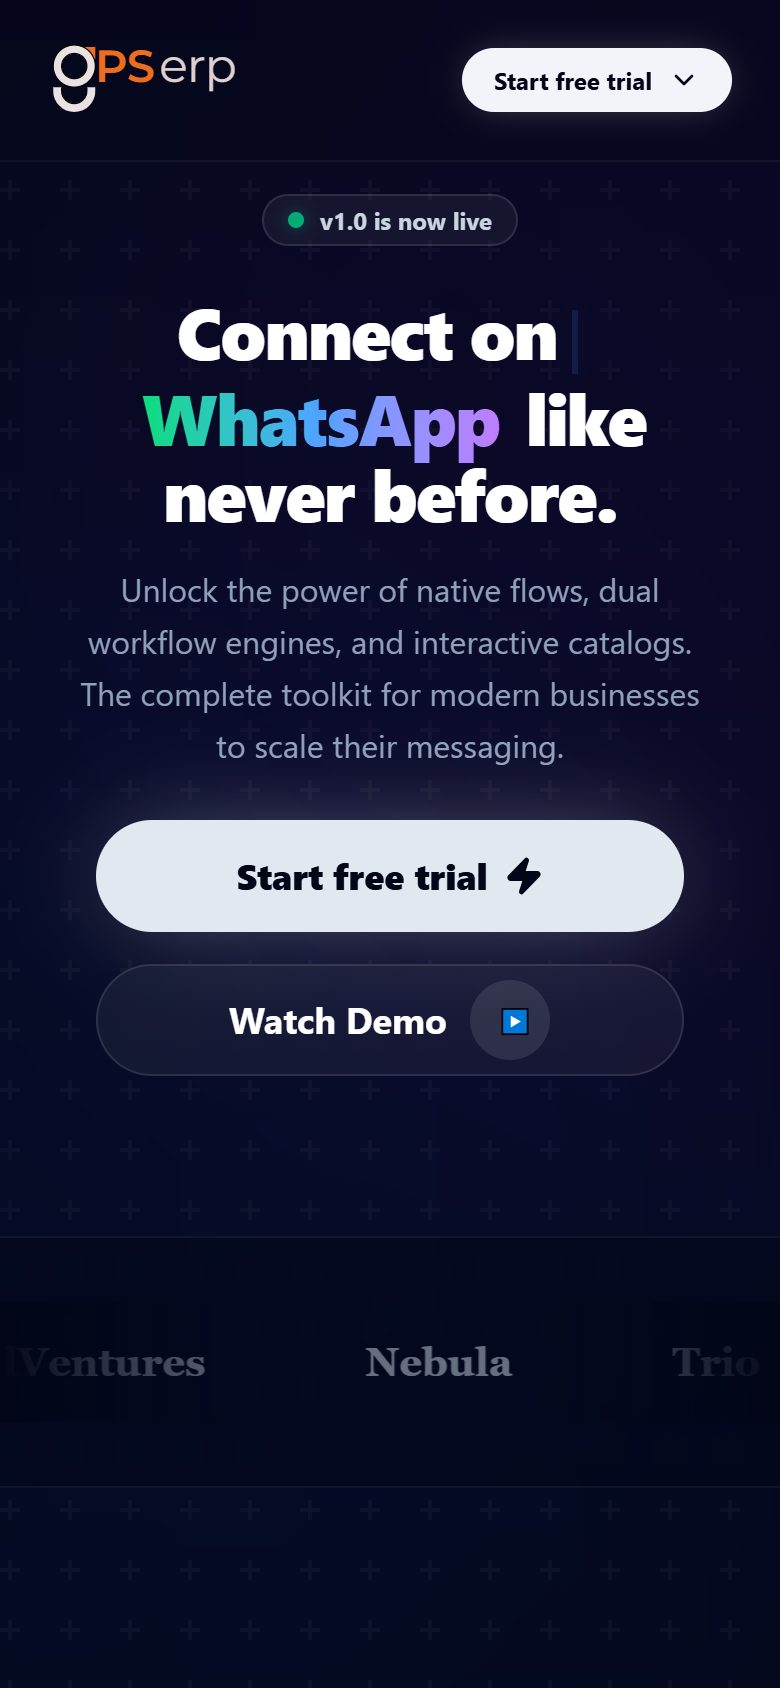 gPS erp
Start free trial
v1.0 is now live
Connect on
WhatsApp like
never before.
Unlock the power of native flows, dual
workflow engines, and interactive catalogs.
The complete toolkit for modern businesses
to scale their messaging.
Start free trial
Watch Demo
Ventures Nebula Trio